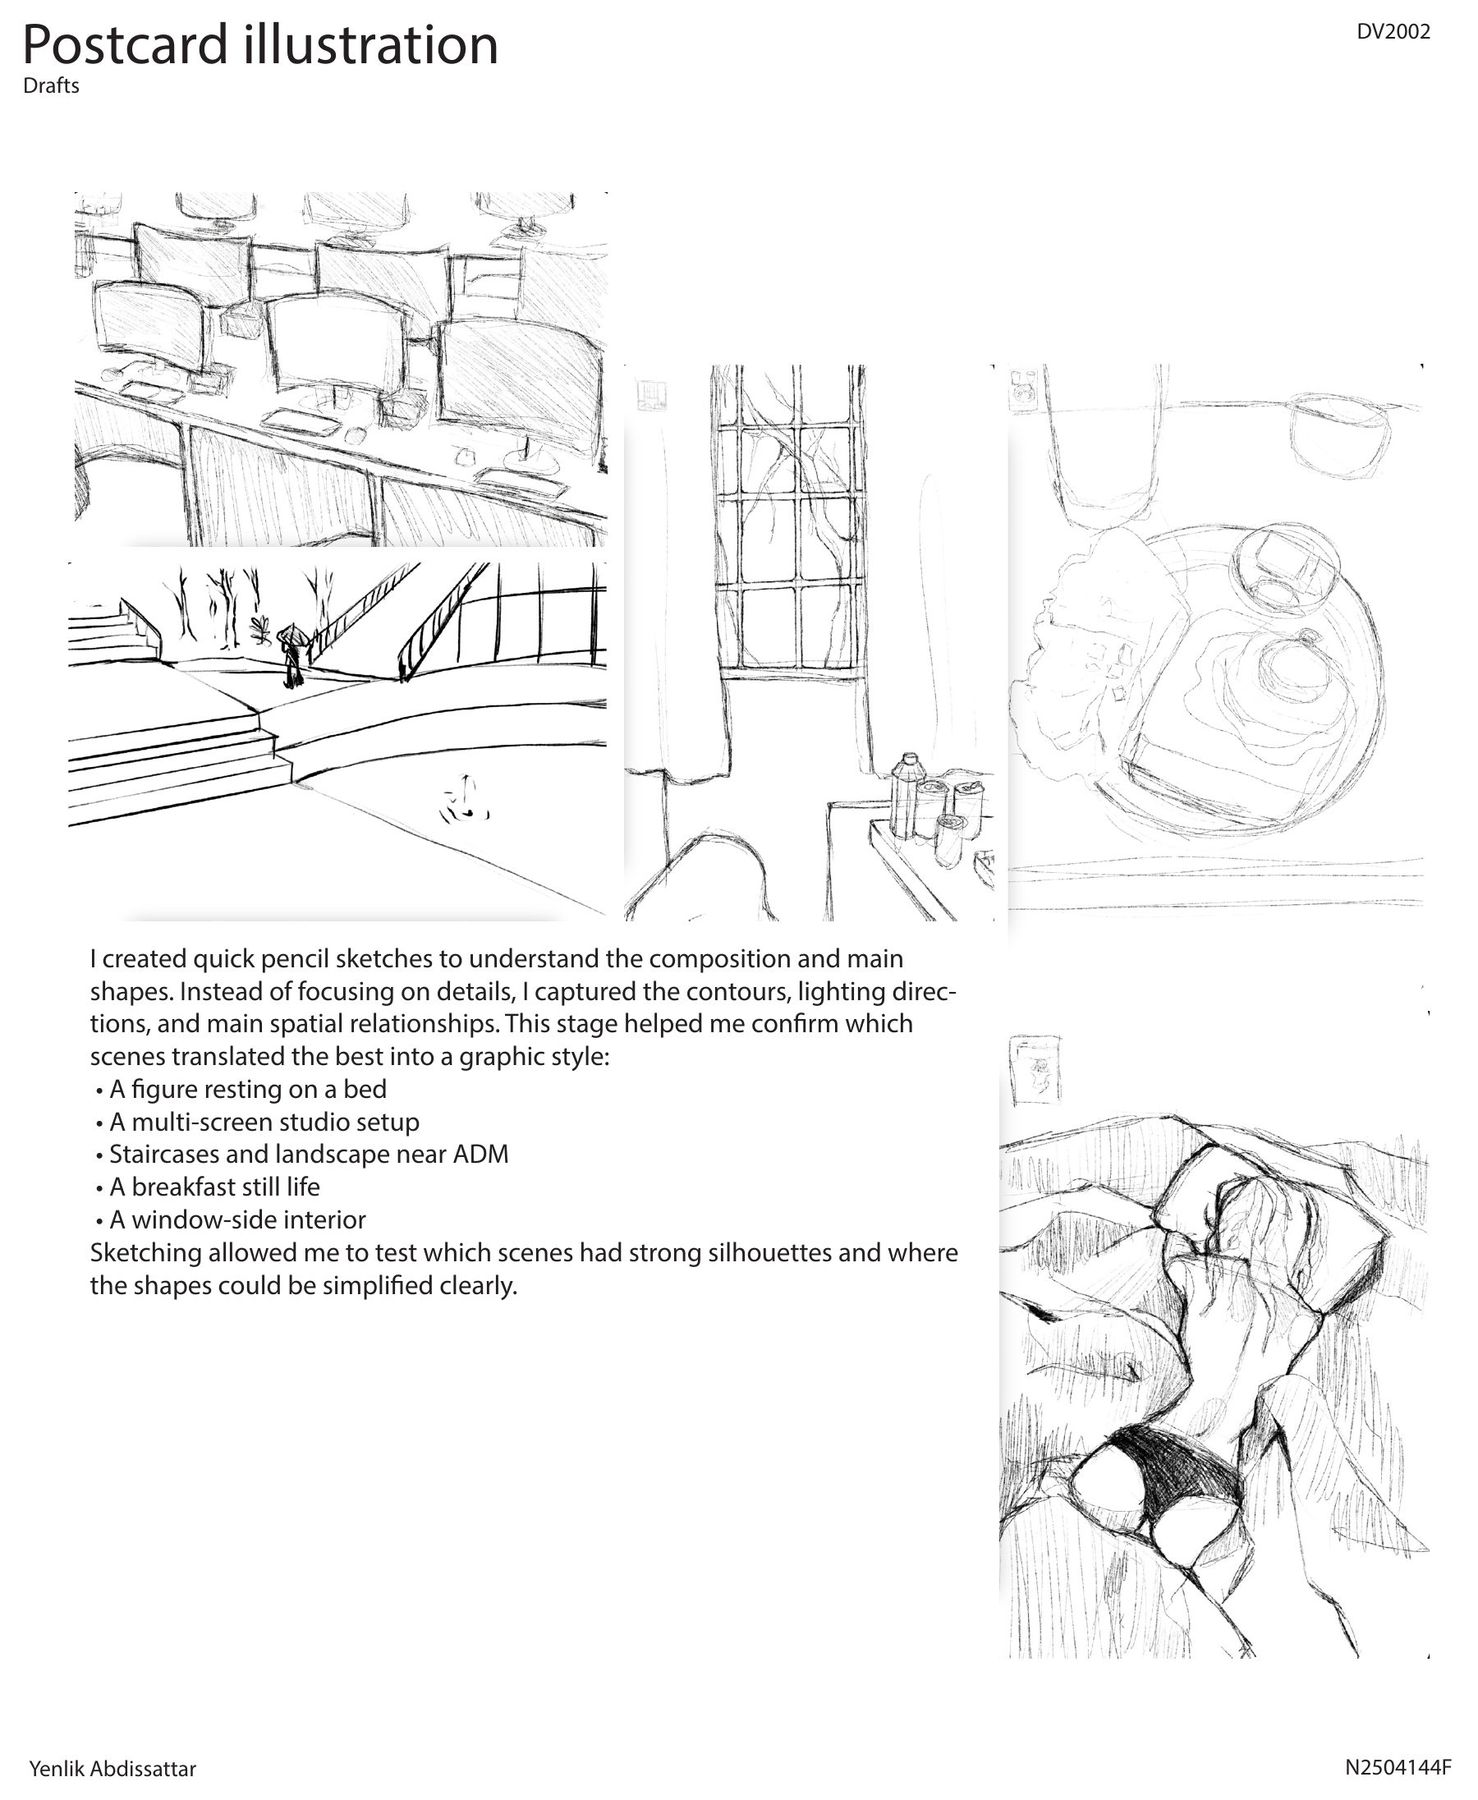 Postcard illustration
DV2002
Drafts
I created quick pencil sketches to understand the composition and main
shapes. Instead of focusing on details, I captured the contours, lighting direc-
tions, and main spatial relationships. This stage helped me confirm which
scenes translated the best into a graphic style:
• A figure resting on a bed
• A multi-screen studio setup
• Staircases and landscape near ADM
• A breakfast still life
• A window-side interior
Sketching allowed me to test which scenes had strong silhouettes and where
the shapes could be simplified clearly.
Yenlik Abdissattar
N2504144F